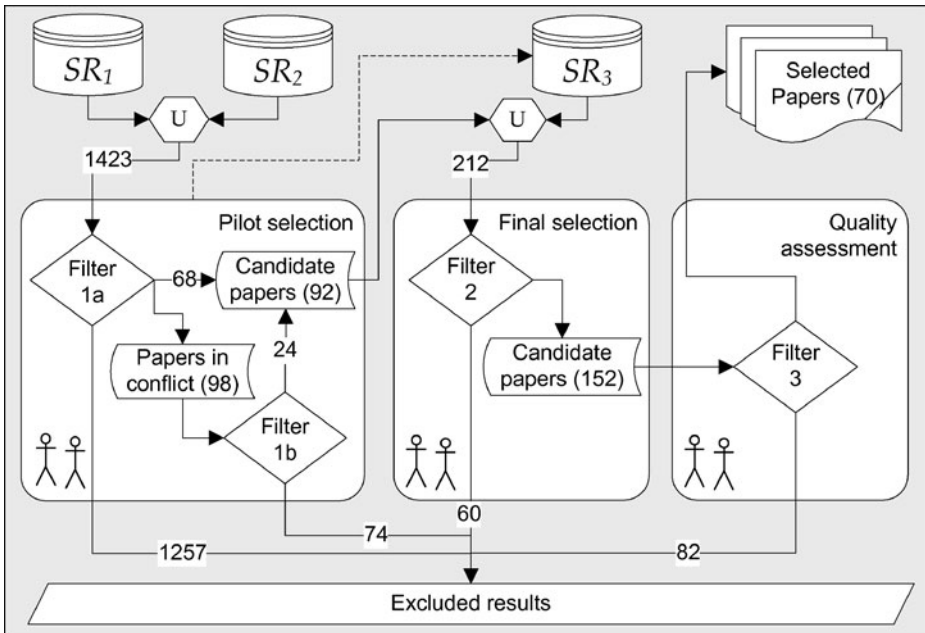 SR1
SR2
SR3
Selected
Papers (70)
U
U
1423
212
Pilot selection
Final selection
Quality
assessment
Filter
1a
68
Candidate
papers (92)
Filter
2
24
Papers in
conflict (98)
Candidate
papers (152)
Filter
3
Filter
1b
60
74
1257
82
Excluded results